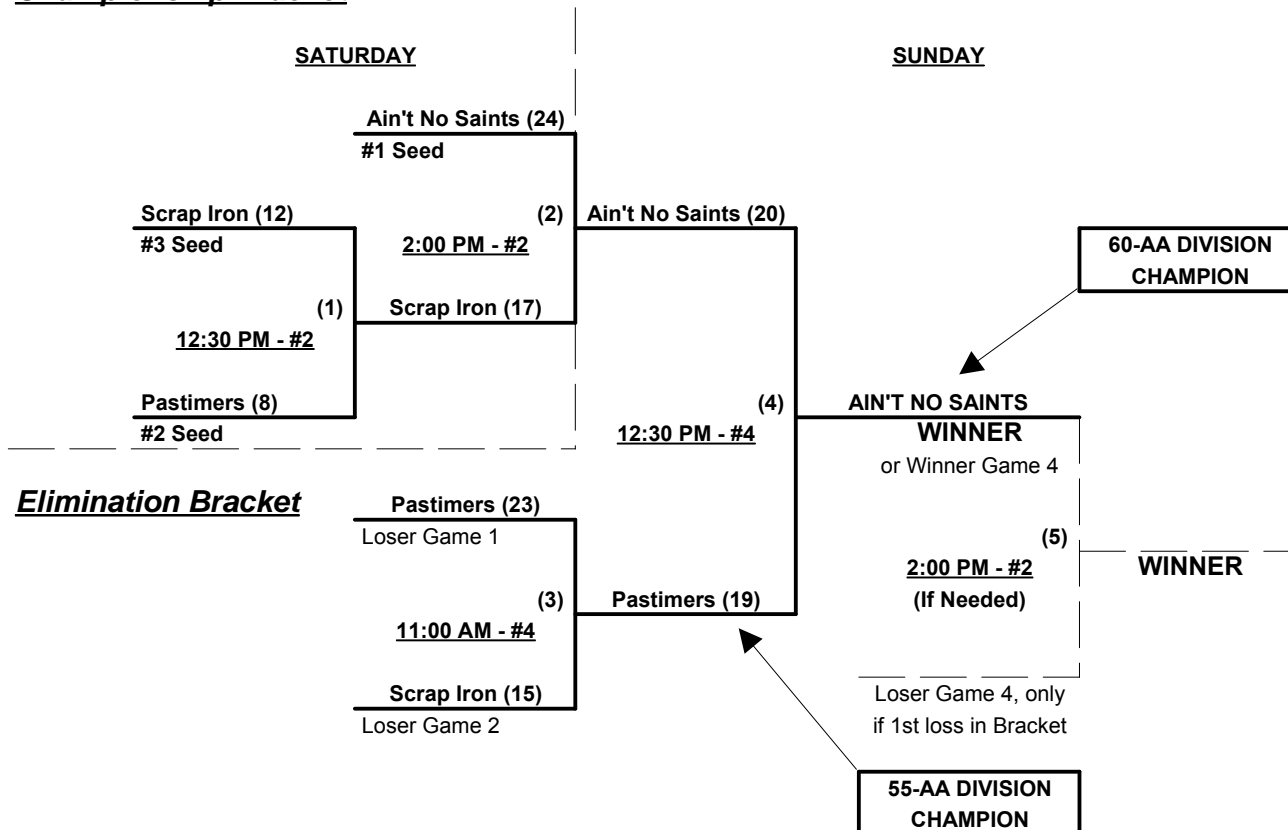 SATURDAY
SUNDAY
Ain't No Saints (24)
#1 Seed
Scrap Iron (12)
#3 Seed
(2)
2:00 PM - #2
Ain't No Saints (20)
60-AA DIVISION
CHAMPION
(1)
12:30 PM - #2
Scrap Iron (17)
Pastimers (8)
#2 Seed
(4)
12:30 PM - #4
AIN'T NO SAINTS
WINNER
or Winner Game 4
Elimination Bracket
Pastimers (23)
Loser Game 1
(5)
2:00 PM - #2
(If Needed)
WINNER
(3)
11:00 AM - #4
Pastimers (19)
Scrap Iron (15)
Loser Game 2
Loser Game 4, only
if 1st loss in Bracket
55-AA DIVISION
CHAMPION